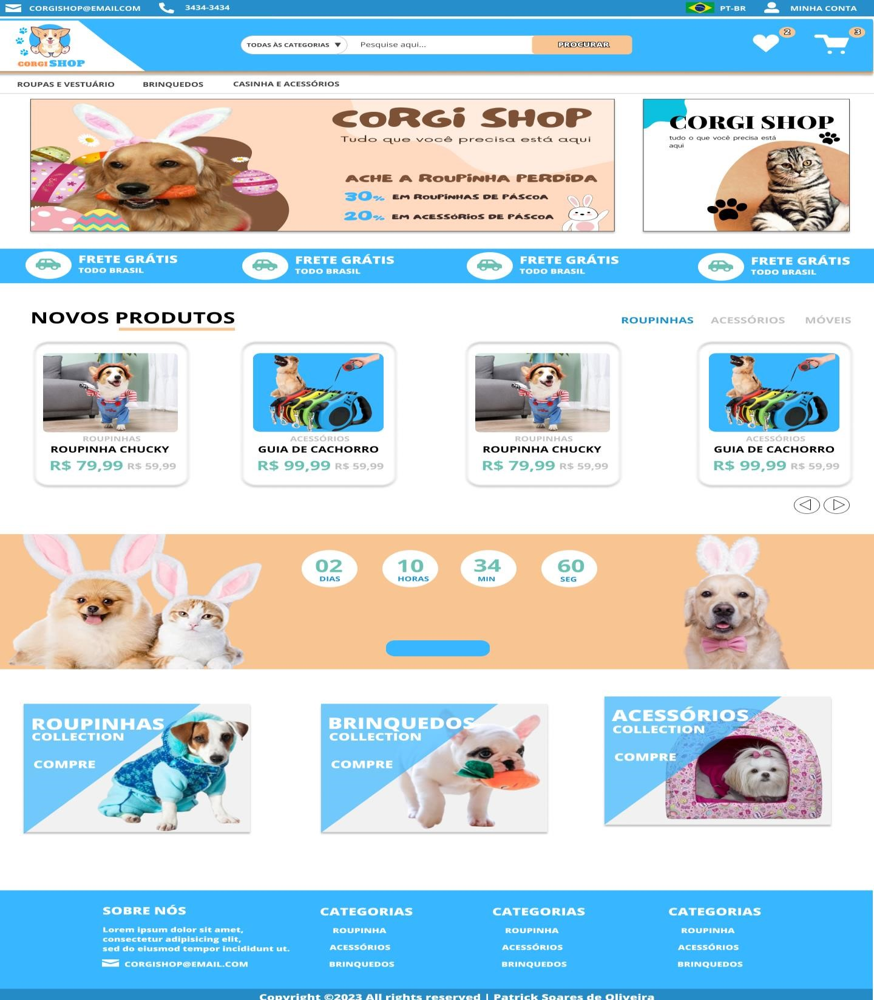 CORGISHOP@EMAILCOM
3434-3434
PT-BR
MINHA CONTA
CORGI SHOP
TODAS ÀS CATEGORIAS
Pesquise aqui...
PROCURAR
2
3
ROUPAS E VESTUÁRIO
BRINQUEDOS
CASINHA E ACESSÓRIOS
CORGI SHOP
Tudo que você precisa está aqui
ACHE A ROUPINHA PERDIDA
30% EM ROUPINHAS DE PÁSCOA
20% EM ACESSÓRIOS DE PÁSCOA
CORGI SHOP
tudo o que você precisa está
aqui
FRETE GRÁTIS
TODO BRASIL
FRETE GRÁTIS
TODO BRASIL
FRETE GRÁTIS
TODO BRASIL
FRETE GRÁTIS
TODO BRASIL
NOVOS PRODUTOS
ROUPINHAS
ACESSÓRIOS
MÓVEIS
ROUPINHAS
ROUPINHA CHUCKY
R$ 79,99 R$ 59,99
ACESSÓRIOS
GUIA DE CACHORRO
R$ 99,99 R$ 59,99
ROUPINHAS
ROUPINHA CHUCKY
R$ 79,99 R$ 59,99
ACESSÓRIOS
GUIA DE CACHORRO
R$ 99,99 R$ 59,99
02
DIAS
10
HORAS
34
MIN
60
SEG
ROUPINHAS
COLLECTION
COMPRE
BRINQUEDOS
COLLECTION
COMPRE
ACESSÓRIOS
COLLECTION
COMPRE
SOBRE NÓS
Lorem ipsum dolor sit amet,
consectetur adipisicing elit,
sed do eiusmod tempor incididunt ut.
CORGISHOP@EMAIL.COM
CATEGORIAS
ROUPINHA
ACESSÓRIOS
BRINQUEDOS
CATEGORIAS
ROUPINHA
ACESSÓRIOS
BRINQUEDOS
CATEGORIAS
ROUPINHA
ACESSÓRIOS
BRINQUEDOS
Copyright ©2023 All rights reserved | Patrick Soares de Oliveira